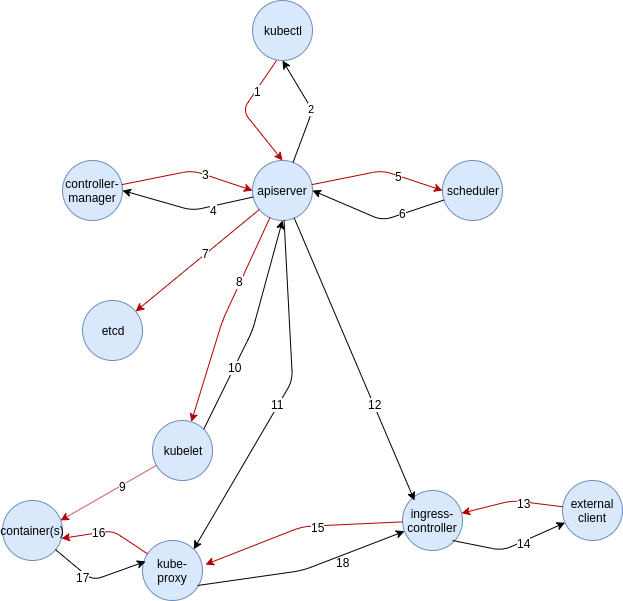 kubectl
1
2
controller-
manager
3
4
apiserver
5
6
scheduler
7
8
etcd
10
11
12
kubelet
9
external
client
13
ingress-
controller
14
15
container(s)
16
17
kube-
proxy
18